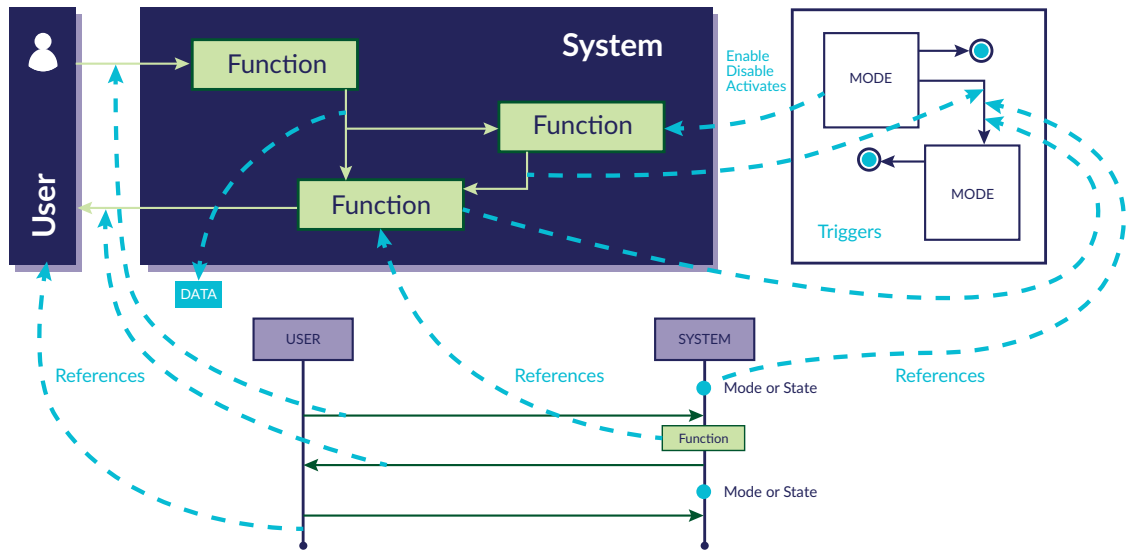 System
User
Function
Function
Function
DATA
Enable
Disable
Activates
MODE
MODE
Triggers
USER
SYSTEM
References
References
References
Mode or State
Function
Mode or State